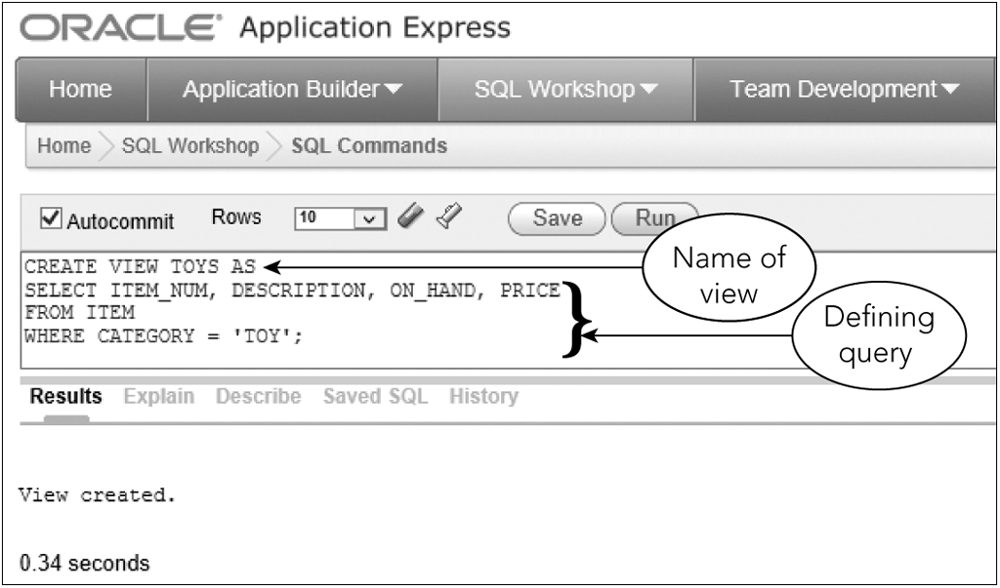 ORACLE® Application Express
Home Application Builder SQL Workshop Team Development
Home SQL Workshop SQL Commands
Autocommit Rows 10 Save Run
CREATE VIEW TOYS AS
SELECT ITEM_NUM, DESCRIPTION, ON_HAND, PRICE
FROM ITEM
WHERE CATEGORY = 'TOY';
Name of
view
Defining
query
Results Explain Describe Saved SQL History
View created.
0.34 seconds